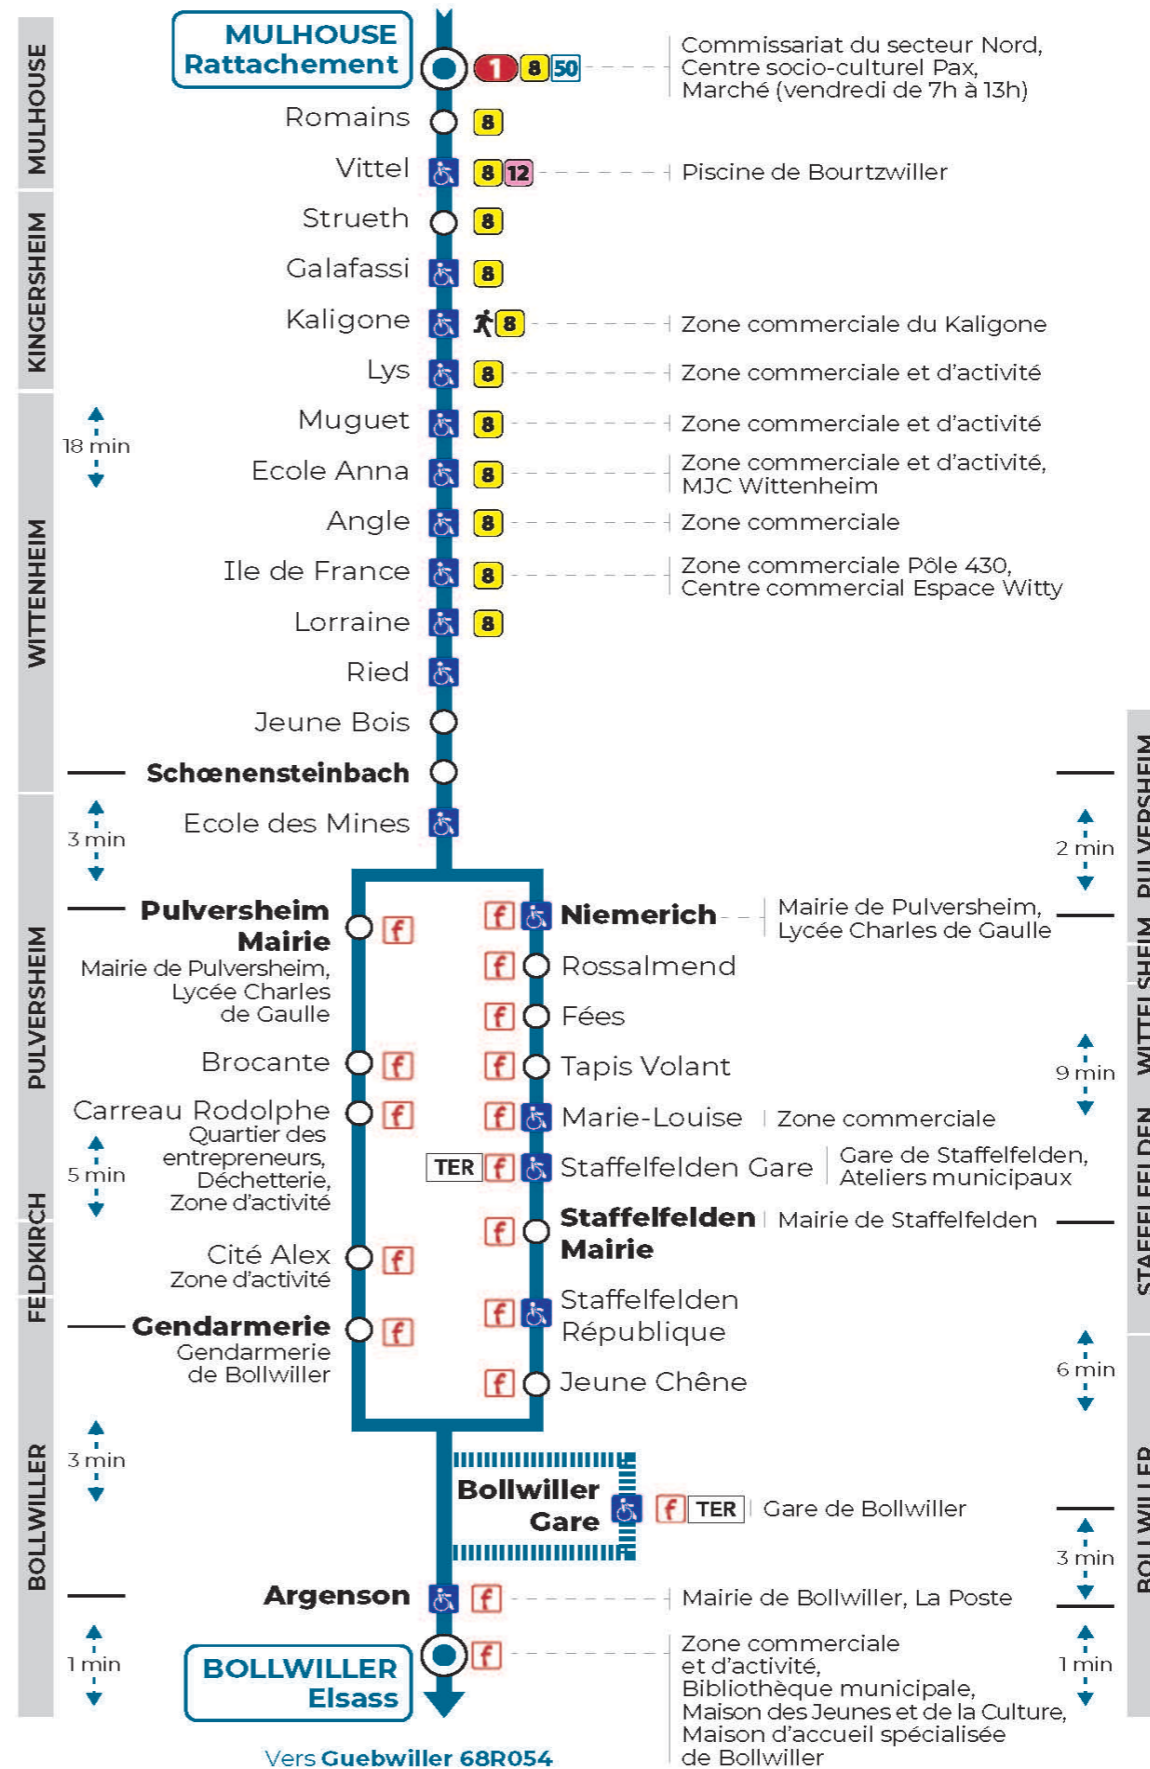 MULHOUSE
Rattachement
1 8 50
Commissariat du secteur Nord,
Centre socio-culturel Pax,
Marché (vendredi de 7h à 13h)
MULHOUSE
Romains
8
Vittel
8 12
Piscine de Bourtzwiller
KINGERSHEIM
Strueth
8
Galafassi
8
Kaligone
8
Zone commerciale du Kaligone
Lys
8
Zone commerciale et d'activité
WITTENHEIM
18 min
Muguet
8
Zone commerciale et d'activité
Ecole Anna
8
Zone commerciale et d'activité,
MJC Wittenheim
Angle
8
Zone commerciale
Ile de France
8
Zone commerciale Pôle 430,
Centre commercial Espace Witty
Lorraine
8
Ried
Jeune Bois
Schœnensteinbach
PULVERSHEIM
3 min
Ecole des Mines
Pulversheim
Mairie
f
Mairie de Pulversheim,
Lycée Charles
de Gaulle
Brocante
f
Carreau Rodolphe
f
Quartier des
entrepreneurs,
Déchetterie,
Zone d'activité
5 min
FELDKIRCH
Cité Alex
f
Zone d'activité
Gendarmerie
f
Gendarmerie
de Bollwiller
BOLLWILLER
3 min
PULVERSHEIM
2 min
f
Niemerich
Mairie de Pulversheim,
Lycée Charles de Gaulle
WITTELSHEIM
f
Rossalmend
f
Fées
f
Tapis Volant
9 min
f
Marie-Louise
Zone commerciale
STAFFELFELDEN
TER f
Staffelfelden Gare
Gare de Staffelfelden,
Ateliers municipaux
f
Staffelfelden
Mairie
Mairie de Staffelfelden
f
Staffelfelden
République
f
Jeune Chêne
6 min
BOLLWILLER
Bollwiller
Gare
f TER
Gare de Bollwiller
3 min
Argenson
f
Mairie de Bollwiller, La Poste
1 min
BOLLWILLER
Elsass
f
Zone commerciale
et d'activité,
Bibliothèque municipale,
Maison des Jeunes et de la Culture,
Maison d'accueil spécialisée
de Bollwiller
1 min
Vers Guebwiller 68R054